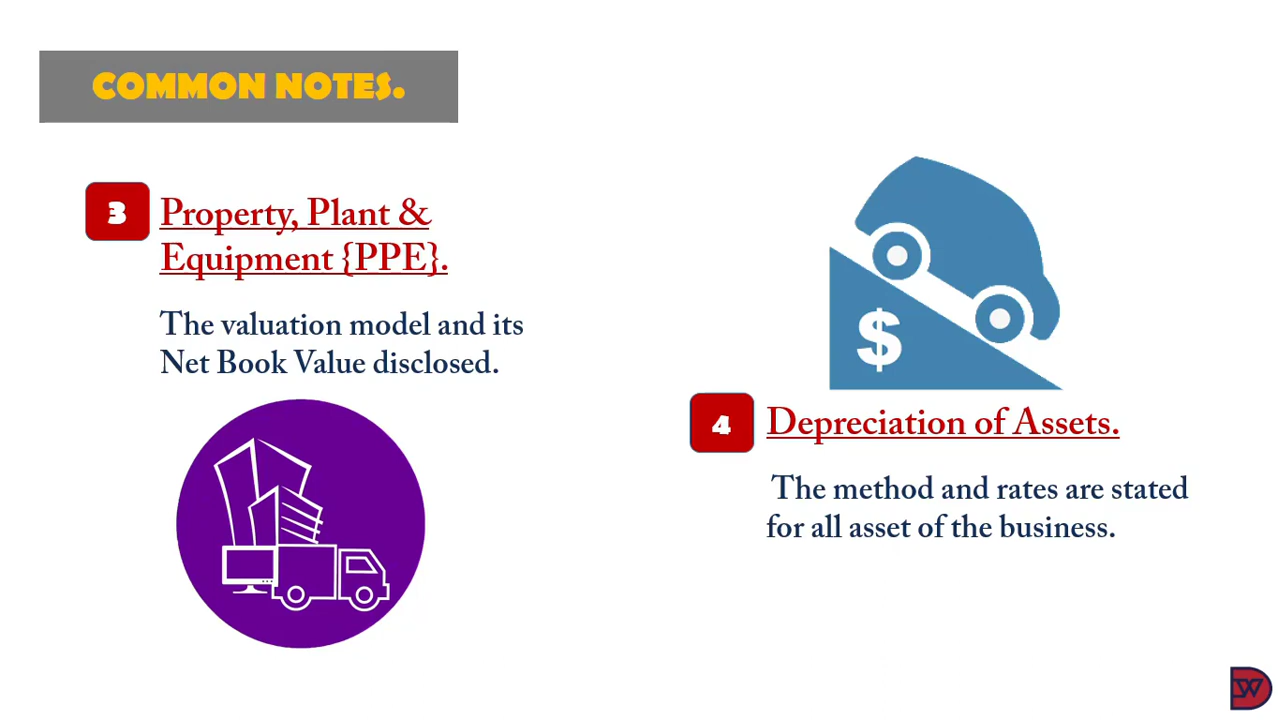 COMMON NOTES.
3
Property, Plant &
Equipment {PPE}.
The valuation model and its
Net Book Value disclosed.
$
4
Depreciation of Assets.
The method and rates are stated
for all asset of the business.
DW